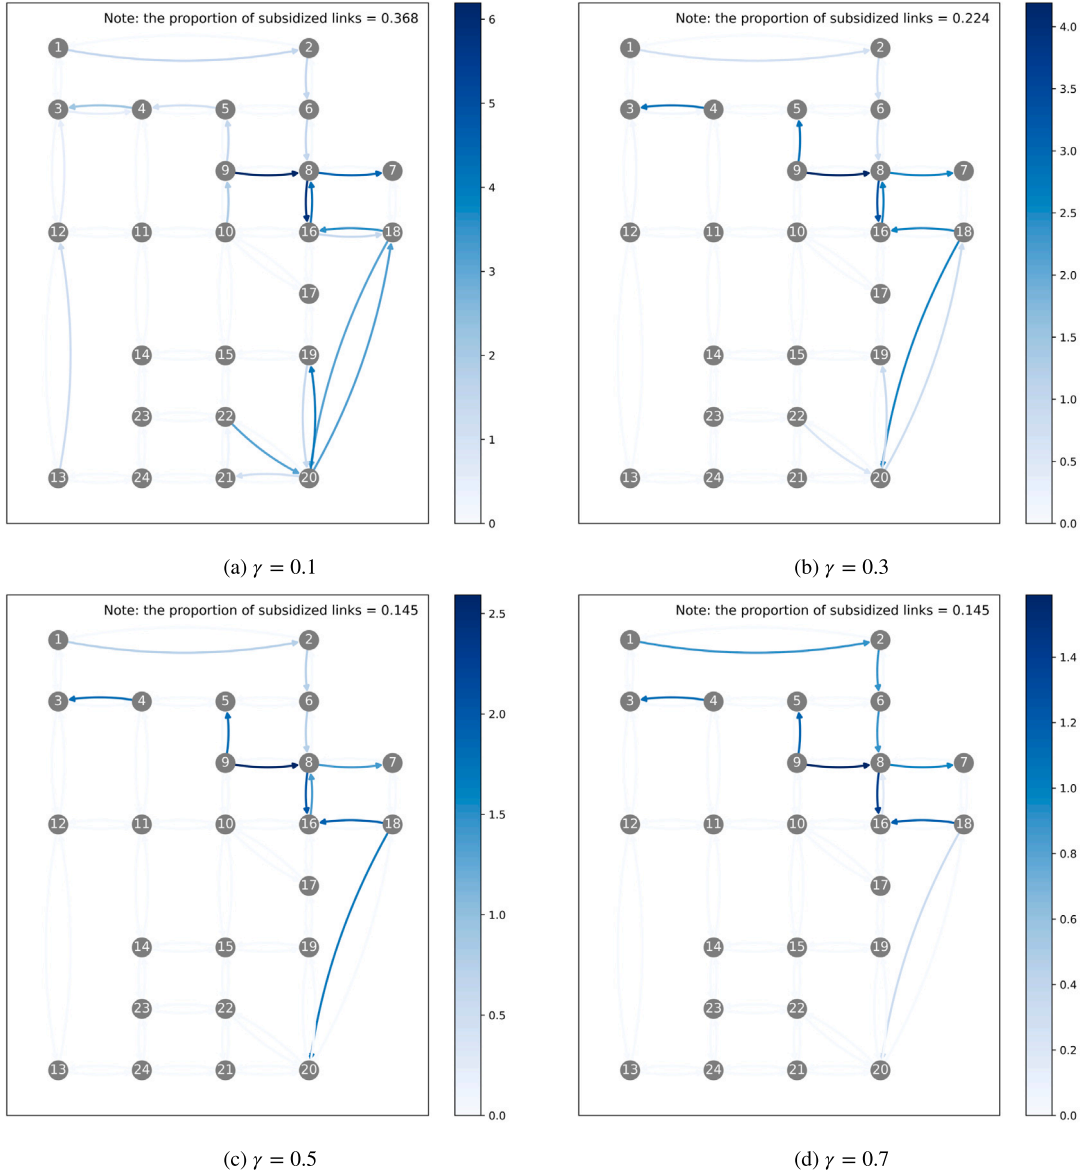 Note: the proportion of subsidized links = 0.368
1 2
3 4 5 6
9 8 7
12 11 10 16 18
17
14 15 19
23 22
13 24 21 20
6
5
4
3
2
1
0
(a) γ = 0.1
Note: the proportion of subsidized links = 0.224
1 2
3 4 5 6
9 8 7
12 11 10 16 18
17
14 15 19
23 22
13 24 21 20
4.0
3.5
3.0
2.5
2.0
1.5
1.0
0.5
0.0
(b) γ = 0.3
Note: the proportion of subsidized links = 0.145
1 2
3 4 5 6
9 8 7
12 11 10 16 18
17
14 15 19
23 22
13 24 21 20
2.5
2.0
1.5
1.0
0.5
0.0
(c) γ = 0.5
Note: the proportion of subsidized links = 0.145
1 2
3 4 5 6
9 8 7
12 11 10 16 18
17
14 15 19
23 22
13 24 21 20
1.4
1.2
1.0
0.8
0.6
0.4
0.2
0.0
(d) γ = 0.7